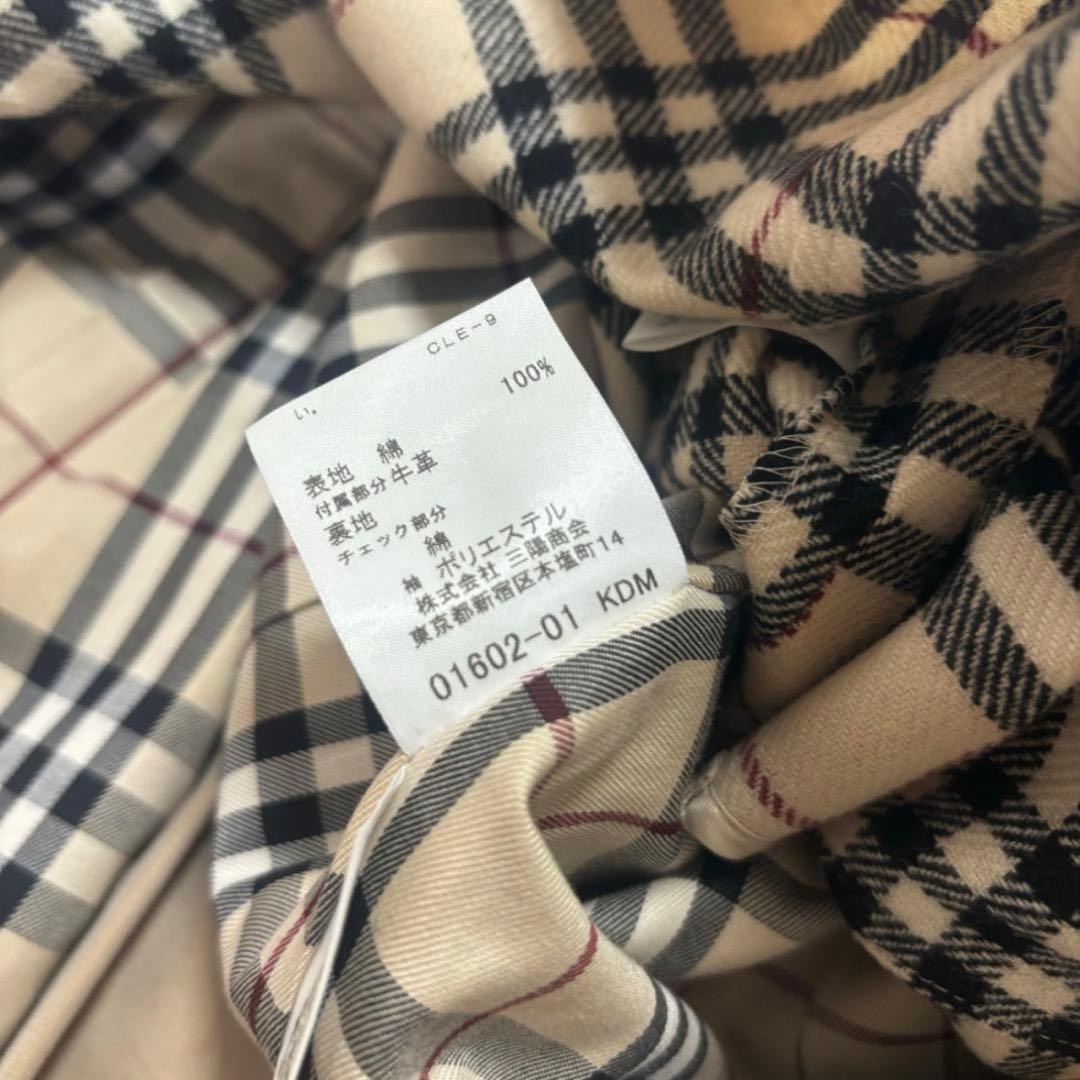 CLE-9
い。
100%
表地 綿
付属部分 牛革
裏地
チェック部分
綿
袖 ポリエステル
株式会社 三陽商会
東京都新宿区本塩町14
01602-01 KDM